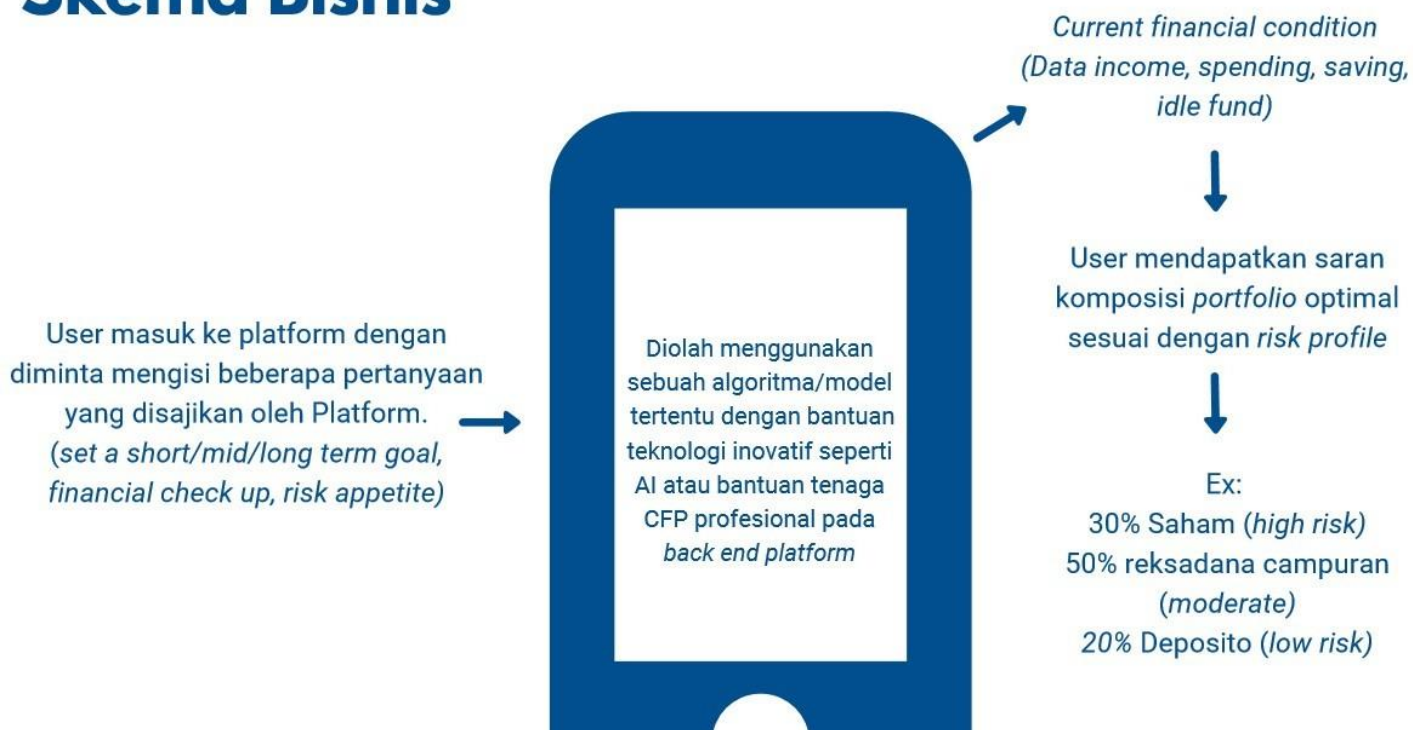 Skema Bisnis
User masuk ke platform dengan
diminta mengisi beberapa pertanyaan
yang disajikan oleh Platform.
(set a short/mid/long term goal,
financial check up, risk appetite)
Diolah menggunakan
sebuah algoritma/model
tertentu dengan bantuan
teknologi inovatif seperti
AI atau bantuan tenaga
CFP profesional pada
back end platform
Current financial condition
(Data income, spending, saving,
idle fund)
User mendapatkan saran
komposisi portfolio optimal
sesuai dengan risk profile
Ex:
30% Saham (high risk)
50% reksadana campuran
(moderate)
20% Deposito (low risk)